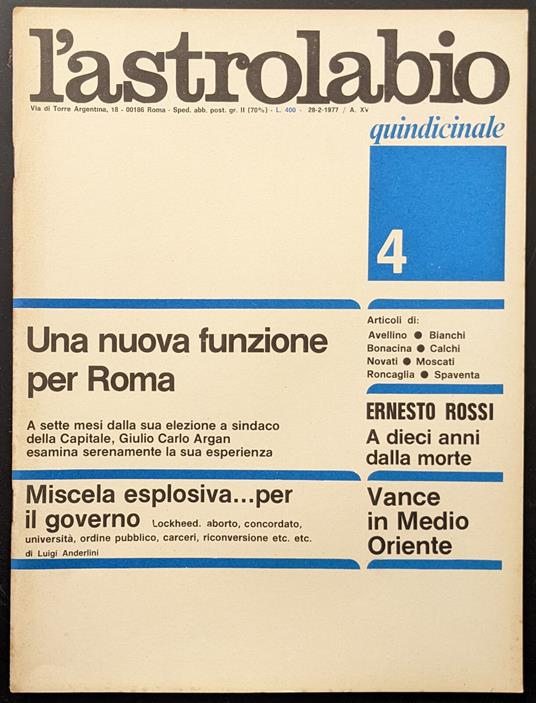 l'astrolabio
Via di Torre Argentina, 18 - 00186 Roma - Sped. abb. post. gr. II (70%) - L. 400 - 28-2-1977 / A. XV
quindicinale
4
Una nuova funzione
per Roma
A sette mesi dalla sua elezione a sindaco
della Capitale, Giulio Carlo Argan
esamina serenamente la sua esperienza
Articoli di:
Avellino ● Bianchi
Bonacina ● Calchi
Novati ● Moscati
Roncaglia ● Spaventa
ERNESTO ROSSI
A dieci anni
dalla morte
Miscela esplosiva...per
il governo Lockheed. aborto, concordato,
università, ordine pubblico, carceri, riconversione etc. etc.
di Luigi Anderlini
Vance
in Medio
Oriente